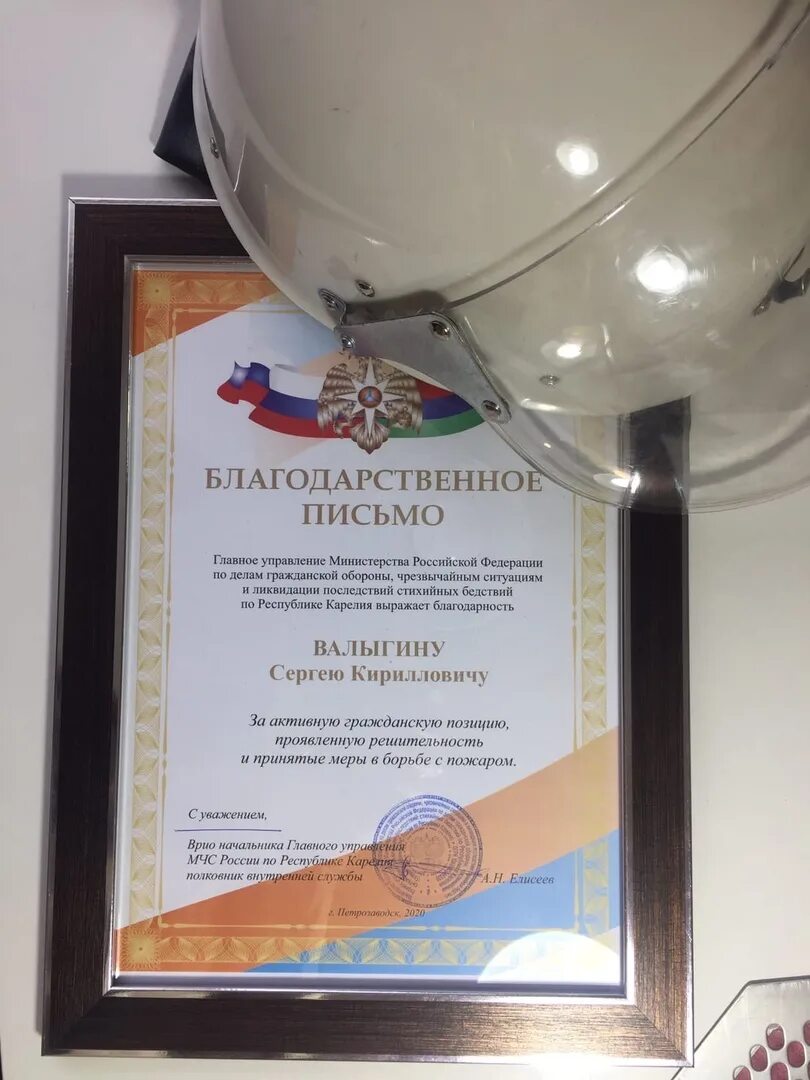 БЛАГОДАРСТВЕННОЕ
ПИСЬМО
Главное управление Министерства Российской Федерации
по делам гражданской обороны, чрезвычайным ситуациям
и ликвидации последствий стихийных бедствий
по Республике Карелия выражает благодарность
ВАЛЫГИНУ
Сергею Кирилловичу
За активную гражданскую позицию,
проявленную решительность
и принятые меры в борьбе с пожаром.
С уважением,
Врио начальника Главного управления
МЧС России по Республике Карелия
полковник внутренней службы
А.Н. Елисеев
г. Петрозаводск, 2020